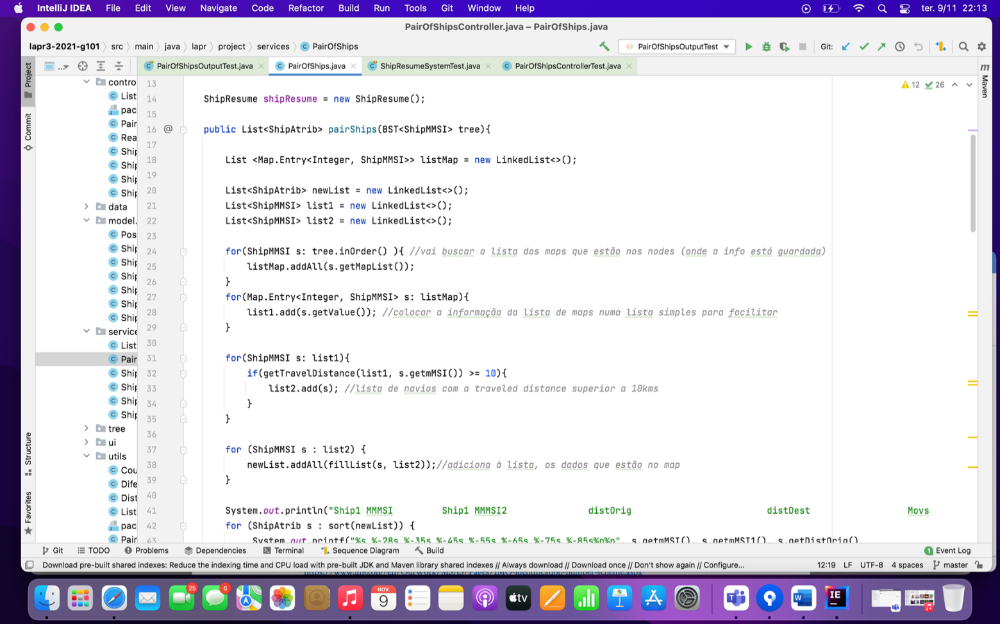 IntelliJ IDEA File Edit View Navigate Code Refactor Build Run Tools Git Window Help ter. 9/11 22:13
PairOfShipsController.java – PairOfShips.java
lapr3-2021-g101 src main java lapr project services PairOfShips PairOfShipsOutputTest Git:
PairOfShipsOutputTest.java PairOfShips.java ShipResumeSystemTest.java PairOfShipsControllerTest.java
Project
Commit
Structure
Favorites
m Maven
12 26
contro
List
pac
Pair
Rea
Ship
Ship
Ship
Ship
data
model.
Pos
Ship
Ship
Ship
Ship
Ship
Ship
service
List
Pair
Ship
Ship
Ship
Ship
tree
ui
utils
Cou
Dife
Dist
List
pac
Pair
13
14 ShipResume shipResume = new ShipResume();
15
16 @ public List<ShipAtrib> pairShips(BST<ShipMMSI> tree){
17
18 List <Map.Entry<Integer, ShipMMSI>> listMap = new LinkedList<>();
19
20 List<ShipAtrib> newList = new LinkedList<>();
21 List<ShipMMSI> list1 = new LinkedList<>();
22 List<ShipMMSI> list2 = new LinkedList<>();
23
24 for(ShipMMSI s: tree.inOrder() ){ //vai buscar a lista dos maps que estão nos nodes (onde a info está guardada)
25 listMap.addAll(s.getMapList());
26 }
27 for(Map.Entry<Integer, ShipMMSI> s: listMap){
28 list1.add(s.getValue()); //colocar a informação da lista de maps numa lista simples para facilitar
29 }
30
31 for(ShipMMSI s: list1){
32 if(getTravelDistance(list1, s.getmMSI()) >= 10){
33 list2.add(s); //lista de navios com a traveled distance superior a 10kms
34 }
35 }
36
37 for (ShipMMSI s : list2) {
38 newList.addAll(fillList(s, list2));//adiciona à lista, os dados que estão no map
39 }
40
41 System.out.println("Ship1 MMMSI Ship1 MMMSI2 distOrig distDest Movs
42 for (ShipAtrib s : sort(newList)) {
43 System.out.printf("%s %-28s %-35s %-45s %-55s %-65s %-75s %-85s%n%n", s.getmMSI(), s.getmMSI1(), s.getDistOrig(),
Git TODO Problems Dependencies Terminal Sequence Diagram Build 1 Event Log
Download pre-built shared indexes: Reduce the indexing time and CPU load with pre-built JDK and Maven library shared indexes // Always download // Download once // Don't show again // Configure... 12:19 LF UTF-8 4 spaces master
25
6
NOV.
9
tv
T
W
IE